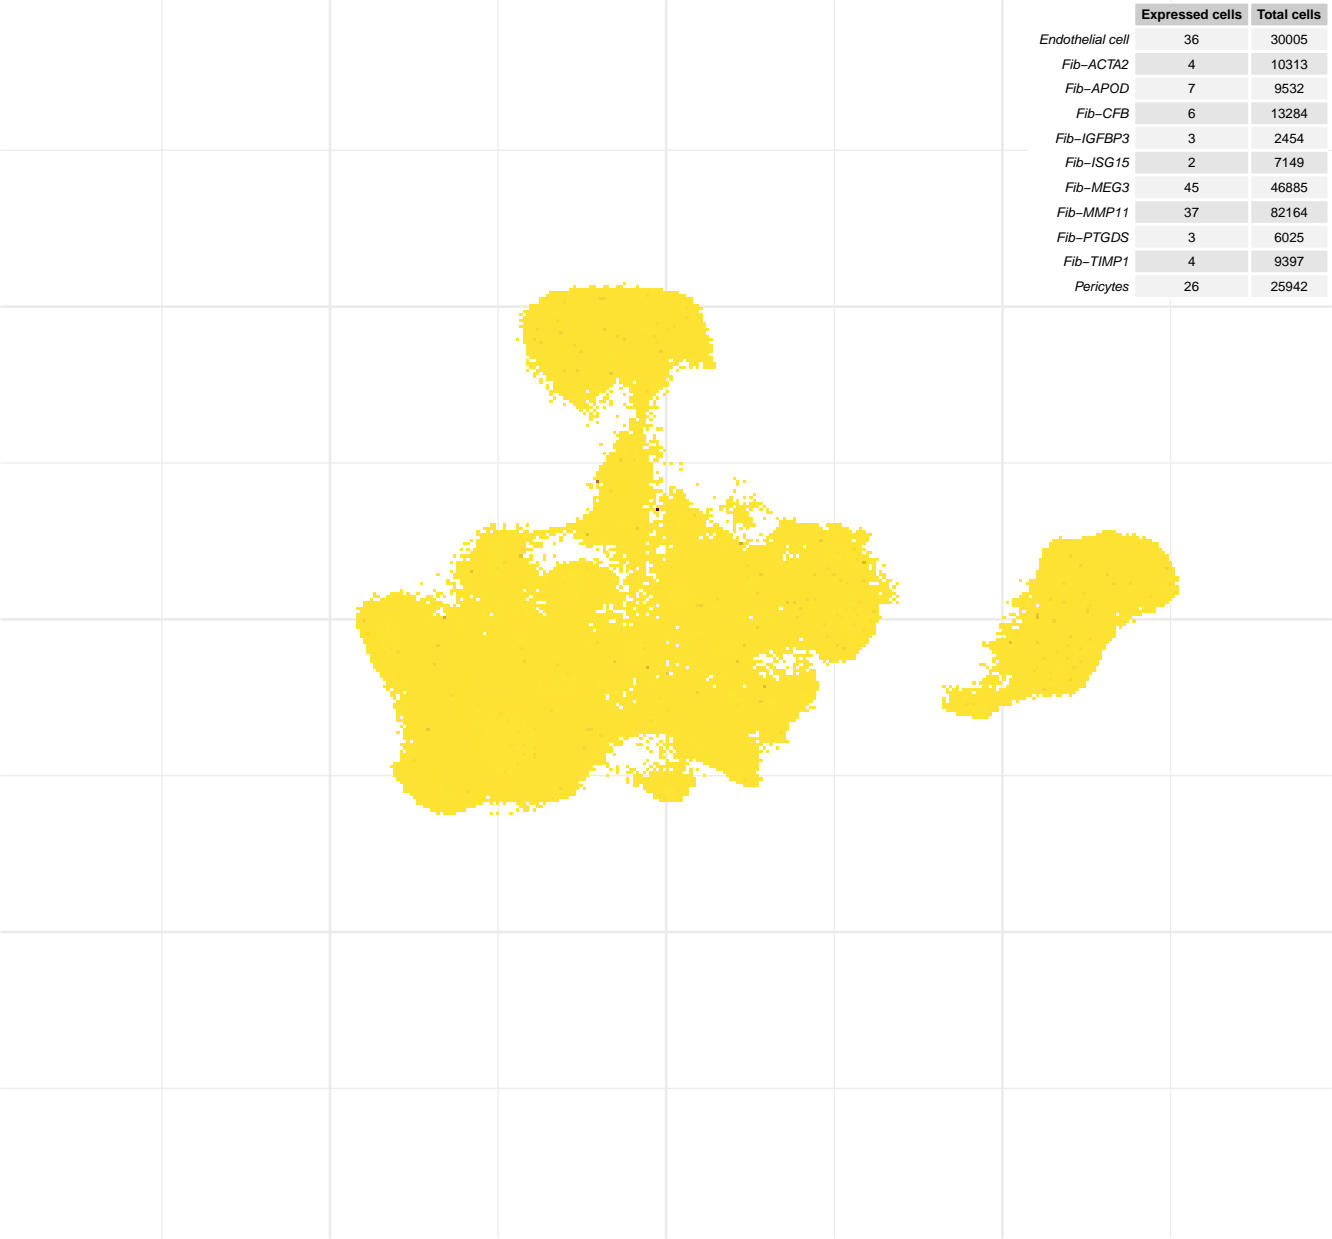 Expressed cells Total cells
Endothelial cell 36 30005
Fib−ACTA2 4 10313
Fib−APOD 7 9532
Fib−CFB 6 13284
Fib−IGFBP3 3 2454
Fib−ISG15 2 7149
Fib−MEG3 45 46885
Fib−MMP11 37 82164
Fib−PTGDS 3 6025
Fib−TIMP1 4 9397
Pericytes 26 25942